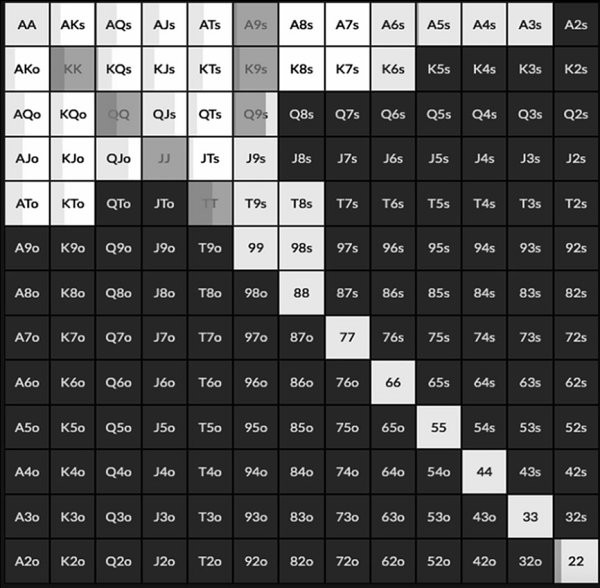 AA AKs AQs AJs ATs A9s A8s A7s A6s A5s A4s A3s A2s
AKo KK KQs KJs KTs K9s K8s K7s K6s K5s K4s K3s K2s
AQo KQo QQ QJs QTs Q9s Q8s Q7s Q6s Q5s Q4s Q3s Q2s
AJo KJo QJo JJ JTs J9s J8s J7s J6s J5s J4s J3s J2s
ATo KTo QTo JTo TT T9s T8s T7s T6s T5s T4s T3s T2s
A9o K9o Q9o J9o T9o 99 98s 97s 96s 95s 94s 93s 92s
A8o K8o Q8o J8o T8o 98o 88 87s 86s 85s 84s 83s 82s
A7o K7o Q7o J7o T7o 97o 87o 77 76s 75s 74s 73s 72s
A6o K6o Q6o J6o T6o 96o 86o 76o 66 65s 64s 63s 62s
A5o K5o Q5o J5o T5o 95o 85o 75o 65o 55 54s 53s 52s
A4o K4o Q4o J4o T4o 94o 84o 74o 64o 54o 44 43s 42s
A3o K3o Q3o J3o T3o 93o 83o 73o 63o 53o 43o 33 32s
A2o K2o Q2o J2o T2o 92o 82o 72o 62o 52o 42o 32o 22